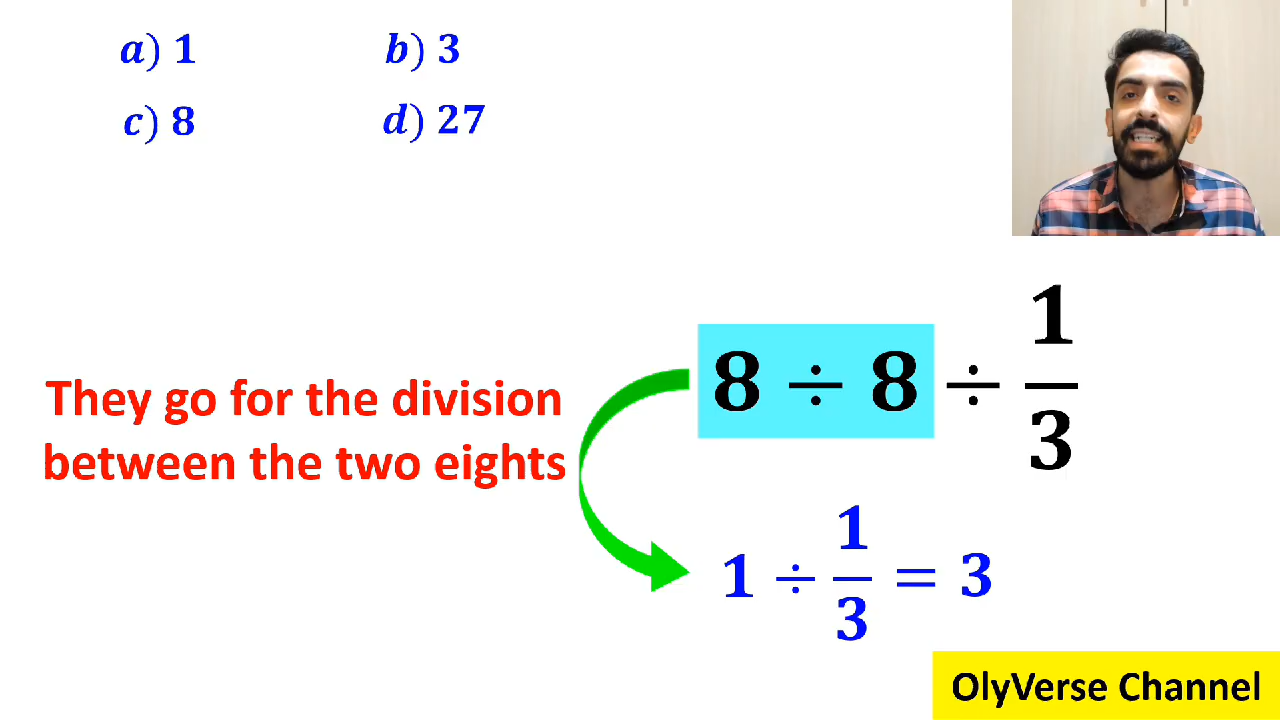 a) 1 b) 3
c) 8 d) 27
8 ÷ 8 ÷ 1/3
They go for the division
between the two eights
1 ÷ 1/3 = 3
OlyVerse Channel